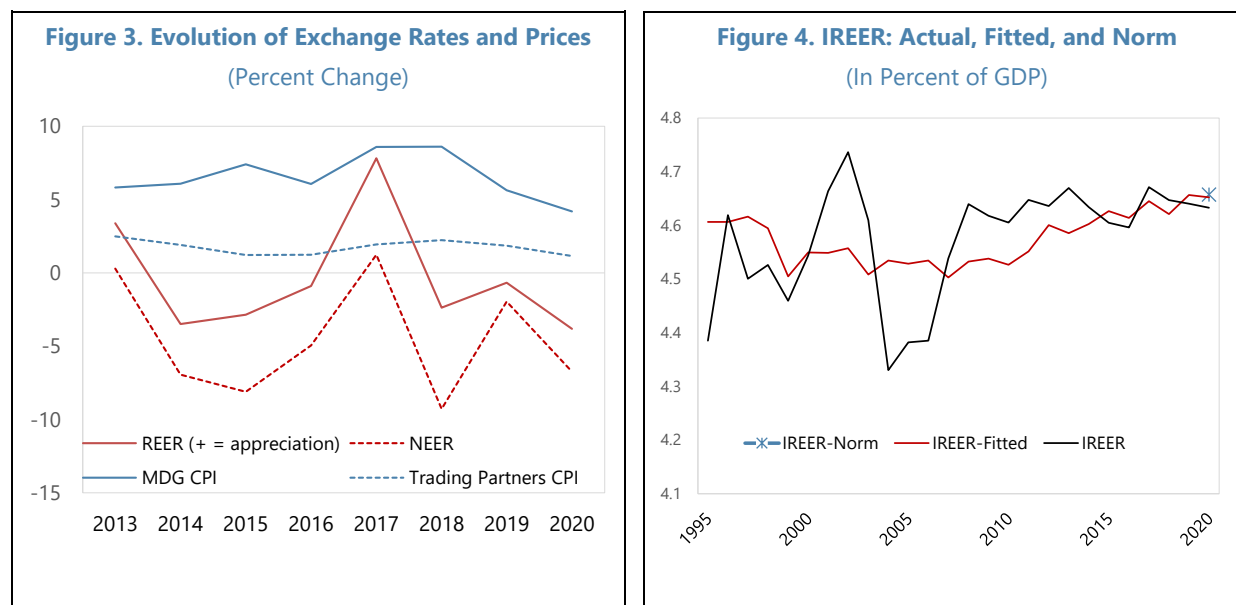 Figure 3. Evolution of Exchange Rates and Prices
(Percent Change)
10
5
0
-5
-10
-15
REER (+ = appreciation)
NEER
MDG CPI
Trading Partners CPI
2013 2014 2015 2016 2017 2018 2019 2020
Figure 4. IREER: Actual, Fitted, and Norm
(In Percent of GDP)
4.8
4.7
4.6
4.5
4.4
4.3
4.2
4.1
IREER-Norm IREER-Fitted IREER
1995 2000 2005 2010 2015 2020